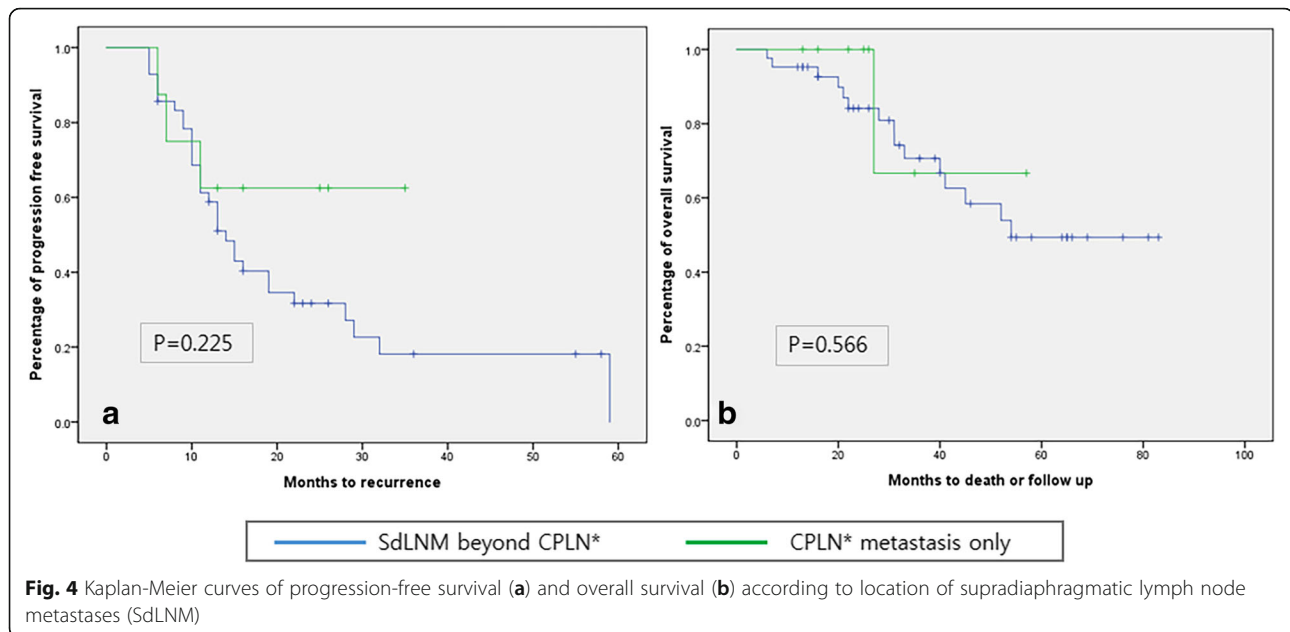 Percentage of progression free survival
1.0
0.8
0.6
0.4
0.2
0.0
P=0.225
a
0 10 20 30 40 50 60
Months to recurrence
Percentage of overall survival
1.0
0.8
0.6
0.4
0.2
0.0
P=0.566
b
0 20 40 60 80 100
Months to death or follow up
SdLNM beyond CPLN* CPLN* metastasis only
Fig. 4 Kaplan-Meier curves of progression-free survival (a) and overall survival (b) according to location of supradiaphragmatic lymph node
metastases (SdLNM)